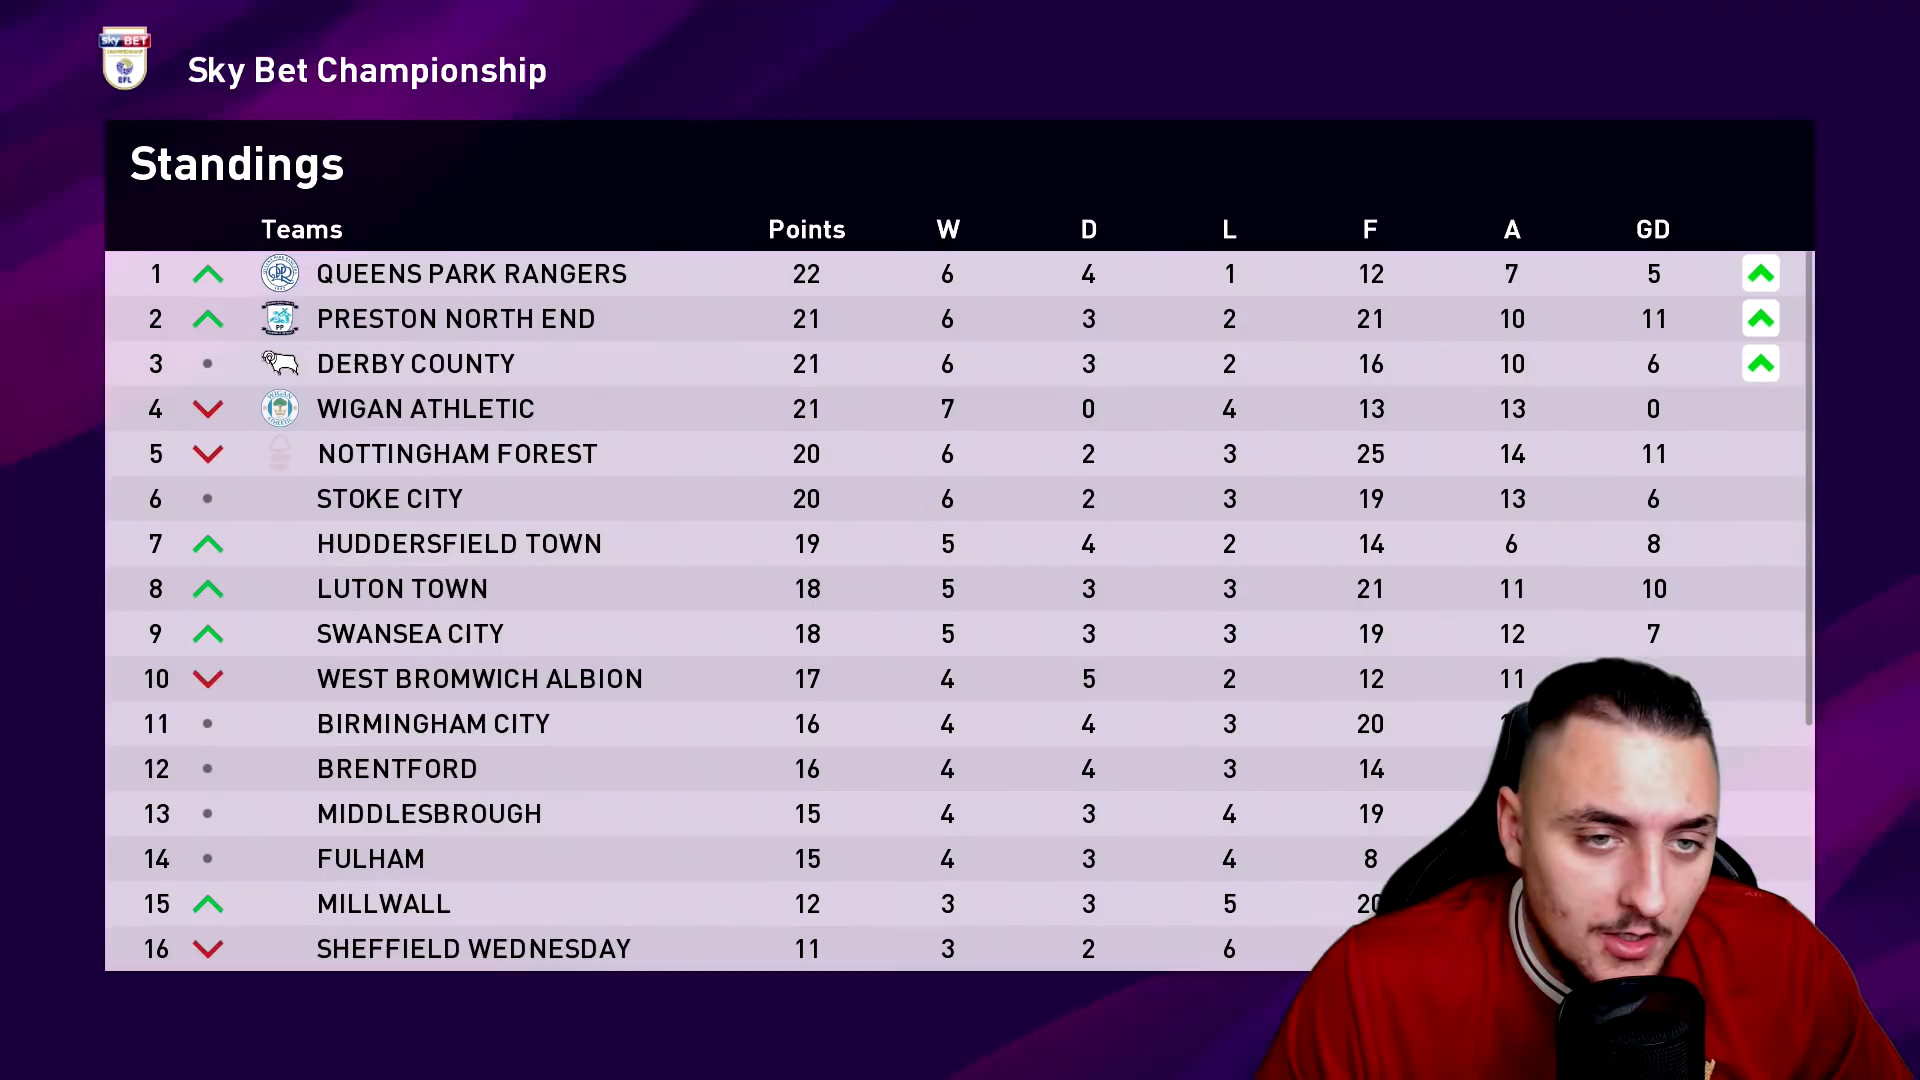 sky BET
EFL
Sky Bet Championship
Standings
Teams Points W D L F A GD
1 QUEENS PARK RANGERS 22 6 4 1 12 7 5
2 PRESTON NORTH END 21 6 3 2 21 10 11
3 DERBY COUNTY 21 6 3 2 16 10 6
4 WIGAN ATHLETIC 21 7 0 4 13 13 0
5 NOTTINGHAM FOREST 20 6 2 3 25 14 11
6 STOKE CITY 20 6 2 3 19 13 6
7 HUDDERSFIELD TOWN 19 5 4 2 14 6 8
8 LUTON TOWN 18 5 3 3 21 11 10
9 SWANSEA CITY 18 5 3 3 19 12 7
10 WEST BROMWICH ALBION 17 4 5 2 12 11
11 BIRMINGHAM CITY 16 4 4 3 20
12 BRENTFORD 16 4 4 3 14
13 MIDDLESBROUGH 15 4 3 4 19
14 FULHAM 15 4 3 4 8
15 MILLWALL 12 3 3 5 20
16 SHEFFIELD WEDNESDAY 11 3 2 6